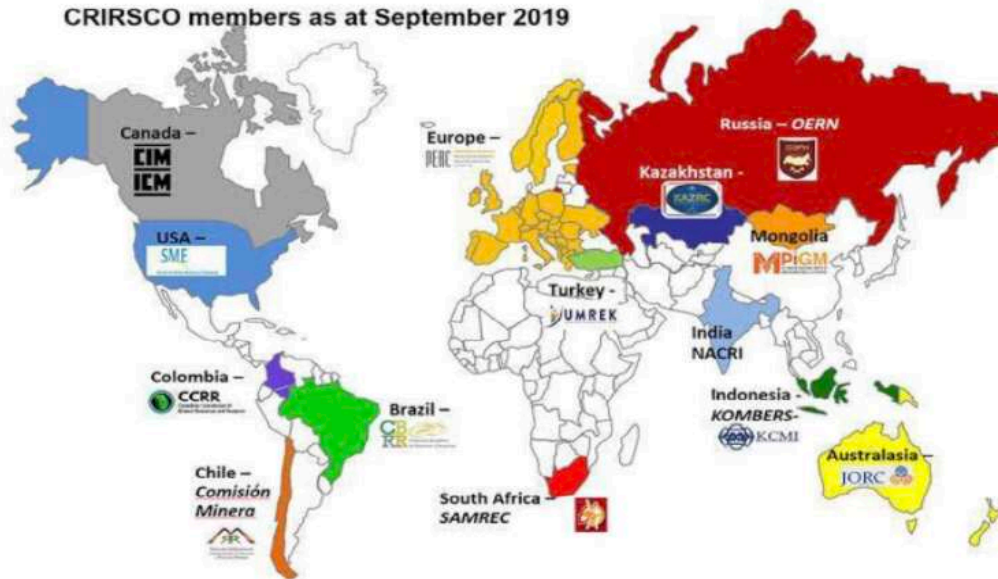 CRIRSCO members as at September 2019
Canada –
CIM
ICM
USA –
SME
Europe –
PERC
Russia – OERN
Kazakhstan -
KAZRC
Mongolia
MPIGM
Turkey -
UMREK
India
NACRI
Colombia –
CCRR
Brazil –
CBRR
Indonesia -
KOMBERS-
KCMI
Chile –
Comisión
Minera
South Africa –
SAMREC
Australasia –
JORC